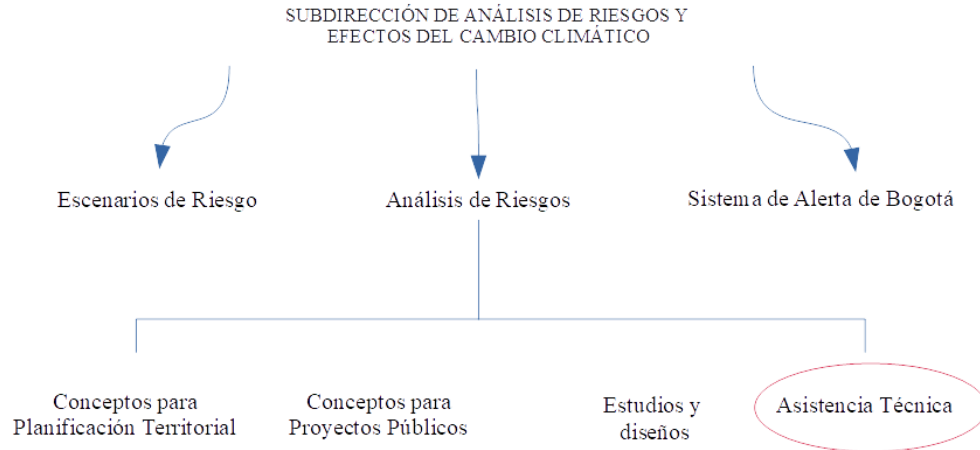 SUBDIRECCIÓN DE ANÁLISIS DE RIESGOS Y
EFECTOS DEL CAMBIO CLIMÁTICO
Escenarios de Riesgo
Análisis de Riesgos
Sistema de Alerta de Bogotá
Conceptos para
Planificación Territorial
Conceptos para
Proyectos Públicos
Estudios y
diseños
Asistencia Técnica